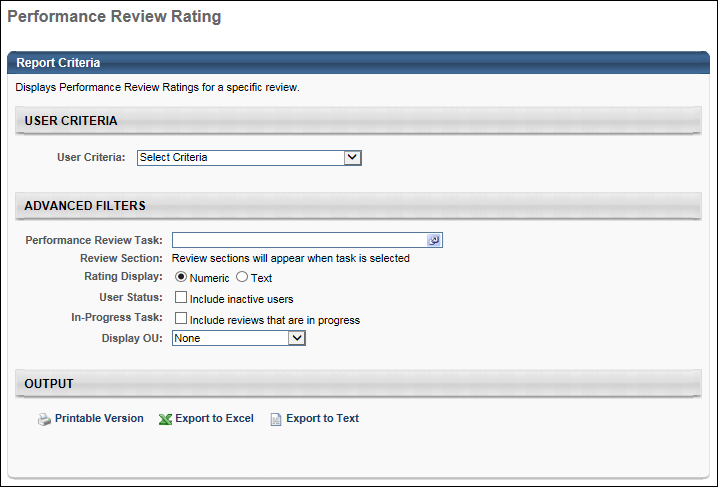 Performance Review Rating
Report Criteria
Displays Performance Review Ratings for a specific review.
USER CRITERIA
User Criteria: Select Criteria
ADVANCED FILTERS
Performance Review Task:
Review Section: Review sections will appear when task is selected
Rating Display: Numeric Text
User Status: Include inactive users
In-Progress Task: Include reviews that are in progress
Display OU: None
OUTPUT
Printable Version Export to Excel Export to Text